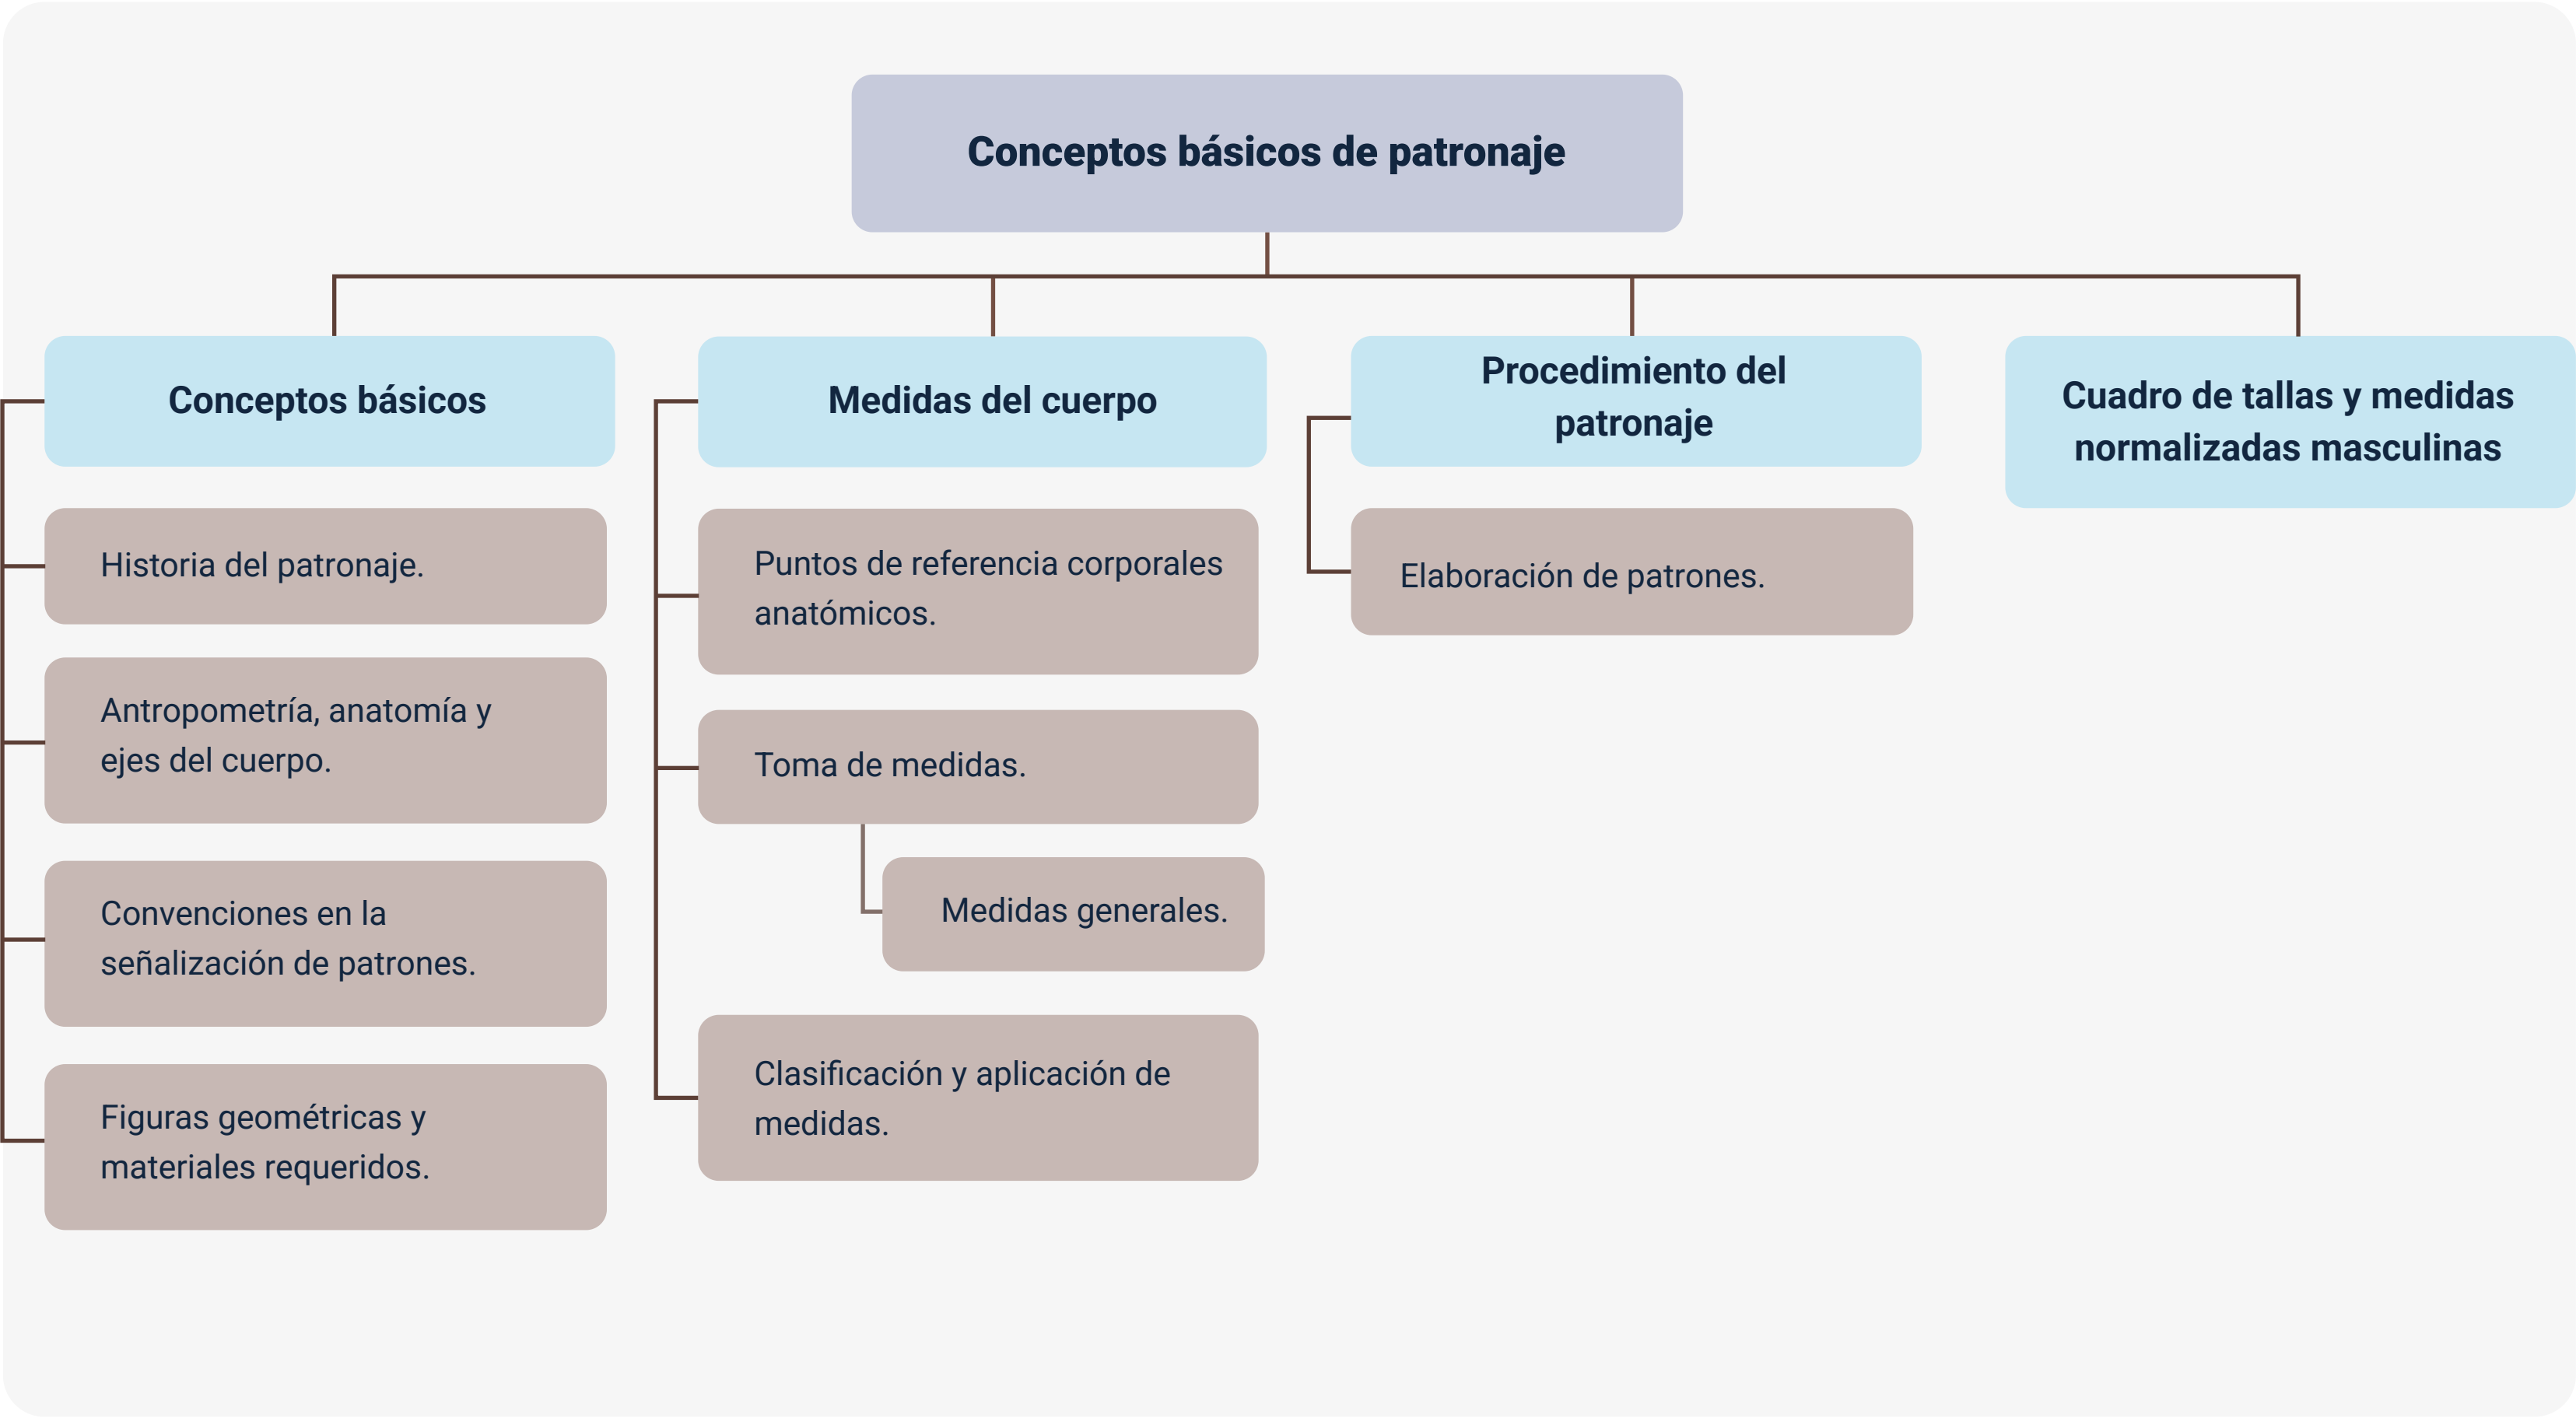 Conceptos básicos de patronaje
Conceptos básicos
Historia del patronaje.
Antropometría, anatomía y
ejes del cuerpo.
Convenciones en la
señalización de patrones.
Figuras geométricas y
materiales requeridos.
Medidas del cuerpo
Puntos de referencia corporales
anatómicos.
Toma de medidas.
Medidas generales.
Clasificación y aplicación de
medidas.
Procedimiento del
patronaje
Elaboración de patrones.
Cuadro de tallas y medidas
normalizadas masculinas